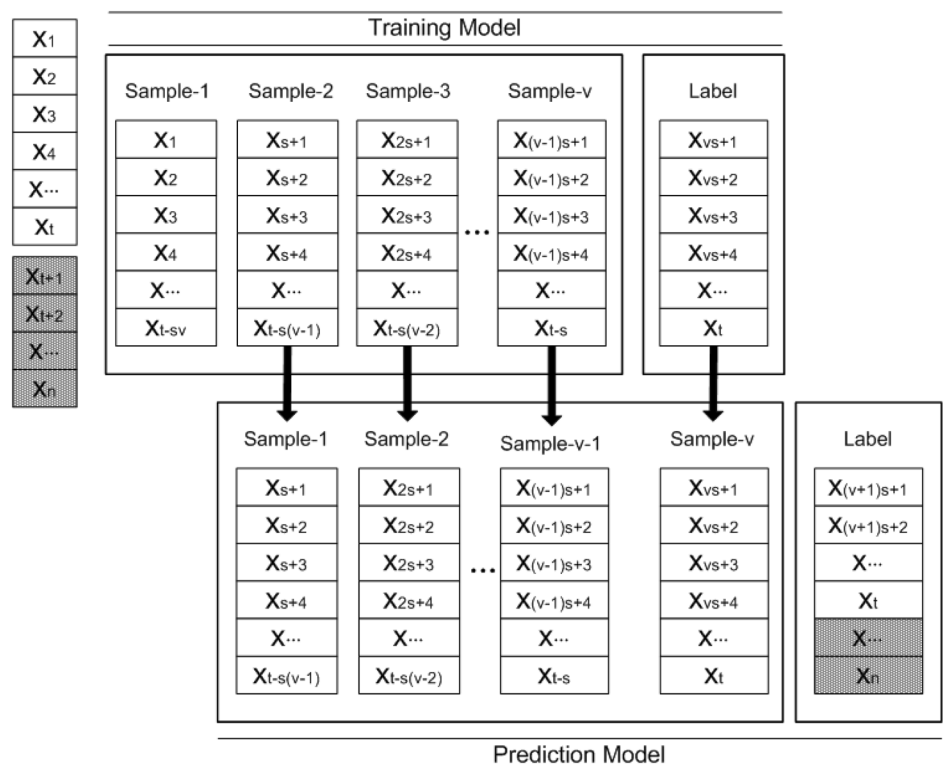 Training Model
X1
X2
X3
X4
X...
Xt
Xt+1
Xt+2
X...
Xn
Sample-1 Sample-2 Sample-3 Sample-v Label
X1 Xs+1 X2s+1 X(v-1)s+1 Xvs+1
X2 Xs+2 X2s+2 X(v-1)s+2 Xvs+2
X3 Xs+3 X2s+3 X(v-1)s+3 Xvs+3
...
X4 Xs+4 X2s+4 X(v-1)s+4 Xvs+4
X... X... X... X... X...
Xt-sv Xt-s(v-1) Xt-s(v-2) Xt-s Xt
Sample-1 Sample-2 Sample-v-1 Sample-v Label
Xs+1 X2s+1 X(v-1)s+1 Xvs+1 X(v+1)s+1
Xs+2 X2s+2 X(v-1)s+2 Xvs+2 X(v+1)s+2
Xs+3 X2s+3 ... X(v-1)s+3 Xvs+3 X...
Xs+4 X2s+4 X(v-1)s+4 Xvs+4 Xt
X... X... X... X... X...
Xt-s(v-1) Xt-s(v-2) Xt-s Xt Xn
Prediction Model